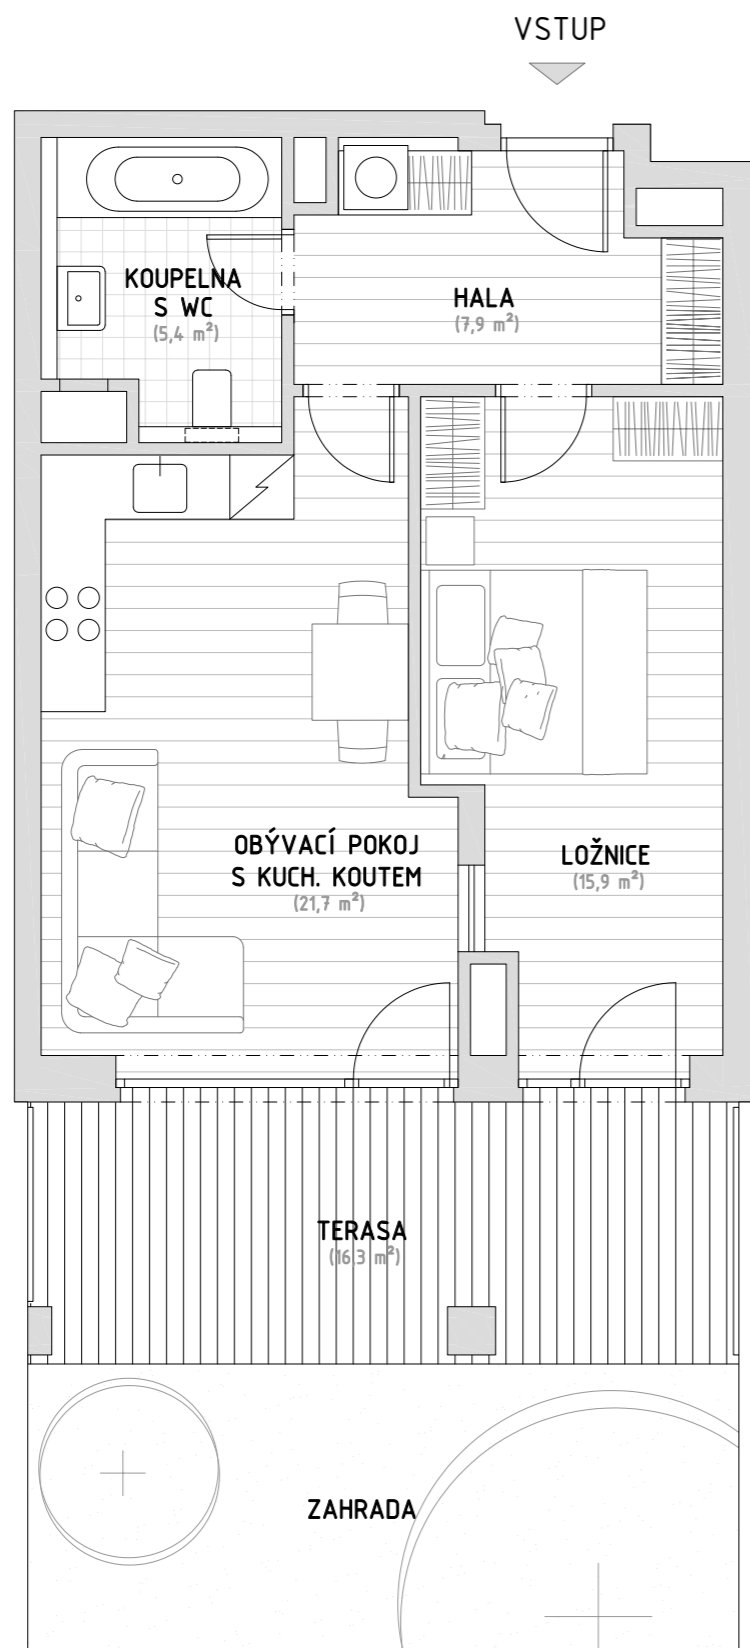 VSTUP
KOUPELNA
S WC
(5,4 m²)
HALA
(7,9 m²)
OBÝVACÍ POKOJ
S KUCH. KOUTEM
(21,7 m²)
LOŽNICE
(15,9 m²)
TERASA
(16,3 m²)
ZAHRADA